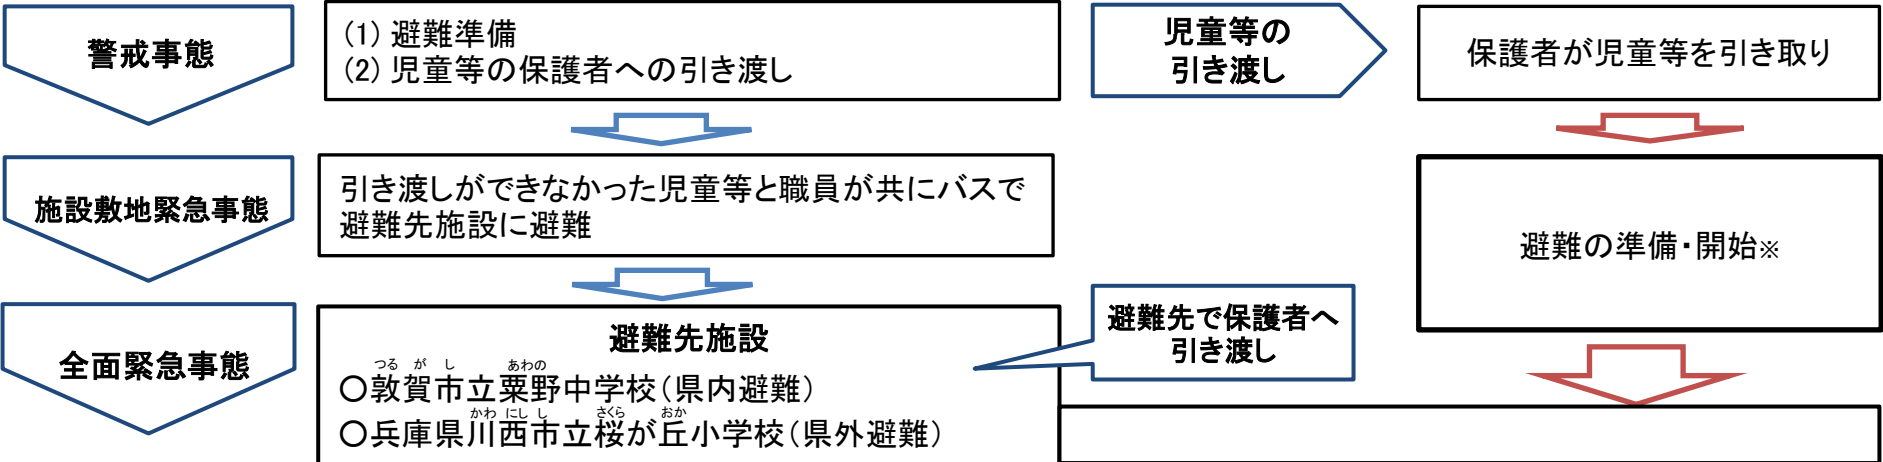 警戒事態
(1) 避難準備
(2) 児童等の保護者への引き渡し
児童等の
引き渡し
保護者が児童等を引き取り
施設敷地緊急事態
引き渡しができなかった児童等と職員が共にバスで
避難先施設に避難
避難の準備・開始※
全面緊急事態
避難先施設
つる が し あわの
〇敦賀市立粟野中学校（県内避難）
かわ にし し さくら おか
〇兵庫県川西市立桜が丘小学校（県外避難）
避難先で保護者へ
引き渡し